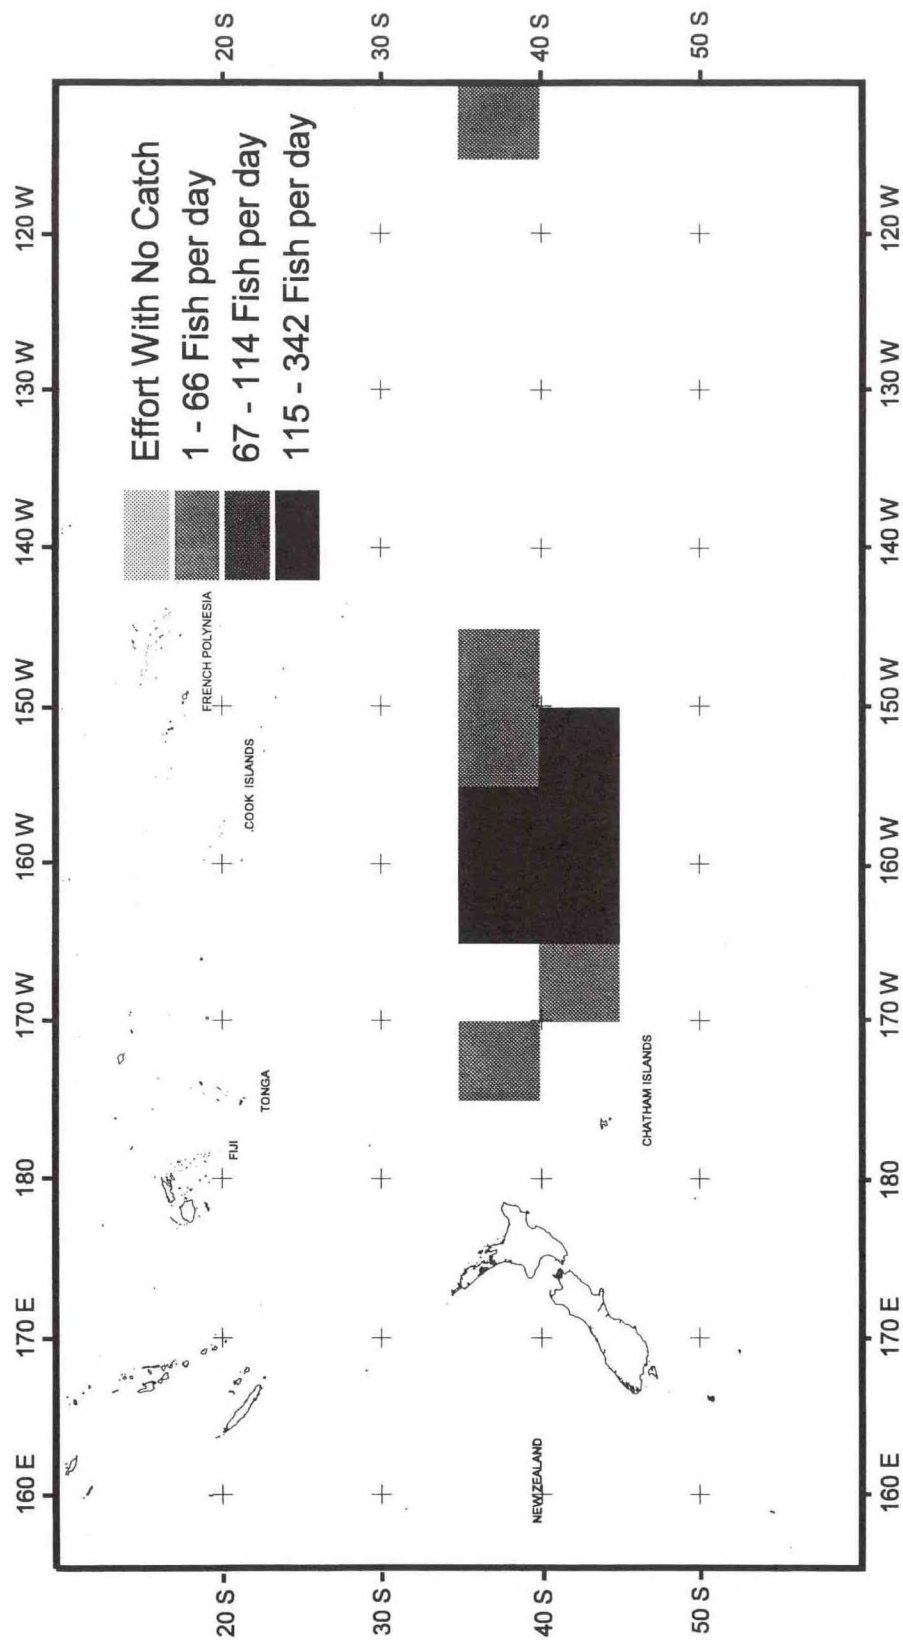 160 E
170 E
180
170 W
160 W
150 W
140 W
130 W
120 W
20 S
30 S
40 S
50 S
Effort With No Catch
1 - 66 Fish per day
67 - 114 Fish per day
115 - 342 Fish per day
FRENCH POLYNESIA
COOK ISLANDS
TONGA
FIJI
CHATHAM ISLANDS
NEW ZEALAND
20 S
30 S
40 S
50 S
160 E
170 E
180
170 W
160 W
150 W
140 W
130 W
120 W